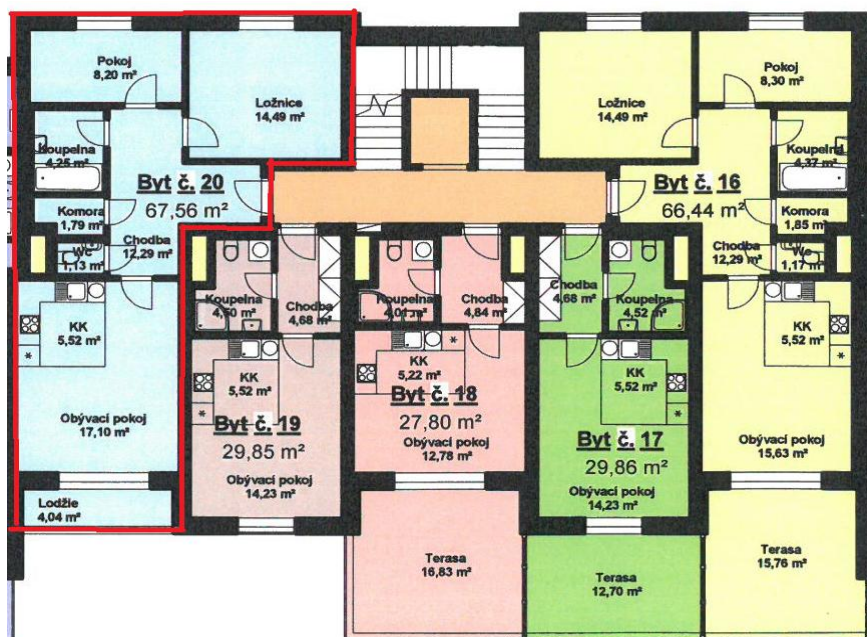 Pokoj
8,20 m²
Ložnice
14,49 m²
Koupelna
4,25 m²
Byt č. 20
67,56 m²
Komora
1,79 m²
Chodba
12,29 m²
Wc
1,13 m²
KK
5,52 m²
*
Obývací pokoj
17,10 m²
Lodžie
4,04 m²
Koupelna
4,50 m²
Chodba
4,68 m²
KK
5,52 m²
*
Byt č. 19
29,85 m²
Obývací pokoj
14,23 m²
Koupelna
4,01 m²
Chodba
4,84 m²
KK
5,22 m²
*
Byt č. 18
27,80 m²
Obývací pokoj
12,78 m²
Terasa
16,83 m²
Chodba
4,68 m²
Koupelna
4,52 m²
KK
5,52 m²
*
Byt č. 17
29,86 m²
Obývací pokoj
14,23 m²
Terasa
12,70 m²
Ložnice
14,49 m²
Pokoj
8,30 m²
Koupelna
4,37 m²
Byt č. 16
66,44 m²
Komora
1,85 m²
Chodba
12,29 m²
Wc
1,17 m²
KK
5,52 m²
*
Obývací pokoj
15,63 m²
Terasa
15,76 m²